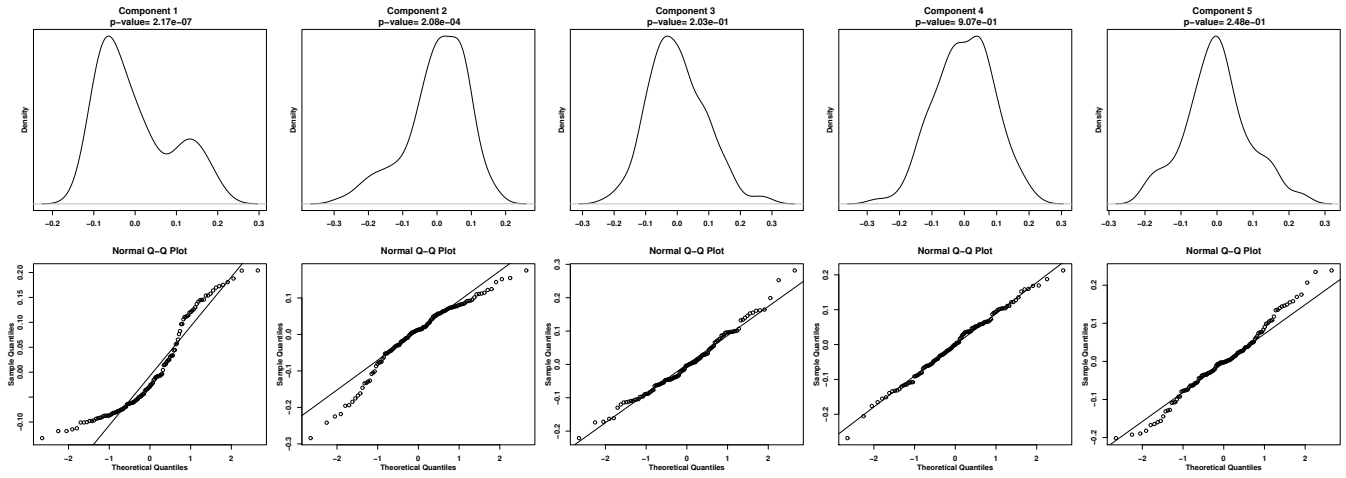 Component 1
p−value= 2.17e−07
Density
−0.2 −0.1 0.0 0.1 0.2 0.3
Component 2
p−value= 2.08e−04
Density
−0.3 −0.2 −0.1 0.0 0.1 0.2
Component 3
p−value= 2.03e−01
Density
−0.3 −0.2 −0.1 0.0 0.1 0.2 0.3
Component 4
p−value= 9.07e−01
Density
−0.3 −0.2 −0.1 0.0 0.1 0.2 0.3
Component 5
p−value= 2.48e−01
Density
−0.3 −0.2 −0.1 0.0 0.1 0.2 0.3
Normal Q−Q Plot
Sample Quantiles
−0.10 0.00 0.05 0.10 0.15 0.20
−2 −1 0 1 2
Theoretical Quantiles
Normal Q−Q Plot
Sample Quantiles
−0.3 −0.2 −0.1 0.0 0.1
−2 −1 0 1 2
Theoretical Quantiles
Normal Q−Q Plot
Sample Quantiles
−0.2 −0.1 0.0 0.1 0.2 0.3
−2 −1 0 1 2
Theoretical Quantiles
Normal Q−Q Plot
Sample Quantiles
−0.2 −0.1 0.0 0.1 0.2
−2 −1 0 1 2
Theoretical Quantiles
Normal Q−Q Plot
Sample Quantiles
−0.2 −0.1 0.0 0.1 0.2
−2 −1 0 1 2
Theoretical Quantiles